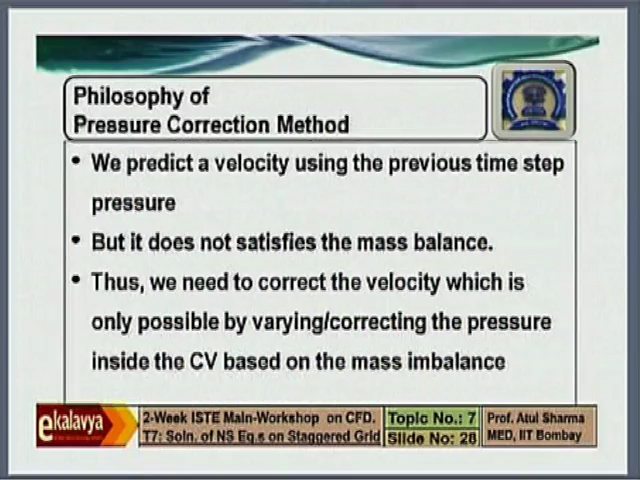 Philosophy of
Pressure Correction Method
• We predict a velocity using the previous time step
pressure
• But it does not satisfies the mass balance.
• Thus, we need to correct the velocity which is
only possible by varying/correcting the pressure
inside the CV based on the mass imbalance
ekalavya
2-Week ISTE Main-Workshop on CFD.
T7: Soln. of NS Eq.s on Staggered Grid
Topic No.: 7
Slide No: 28
Prof. Atul Sharma
MED, IIT Bombay